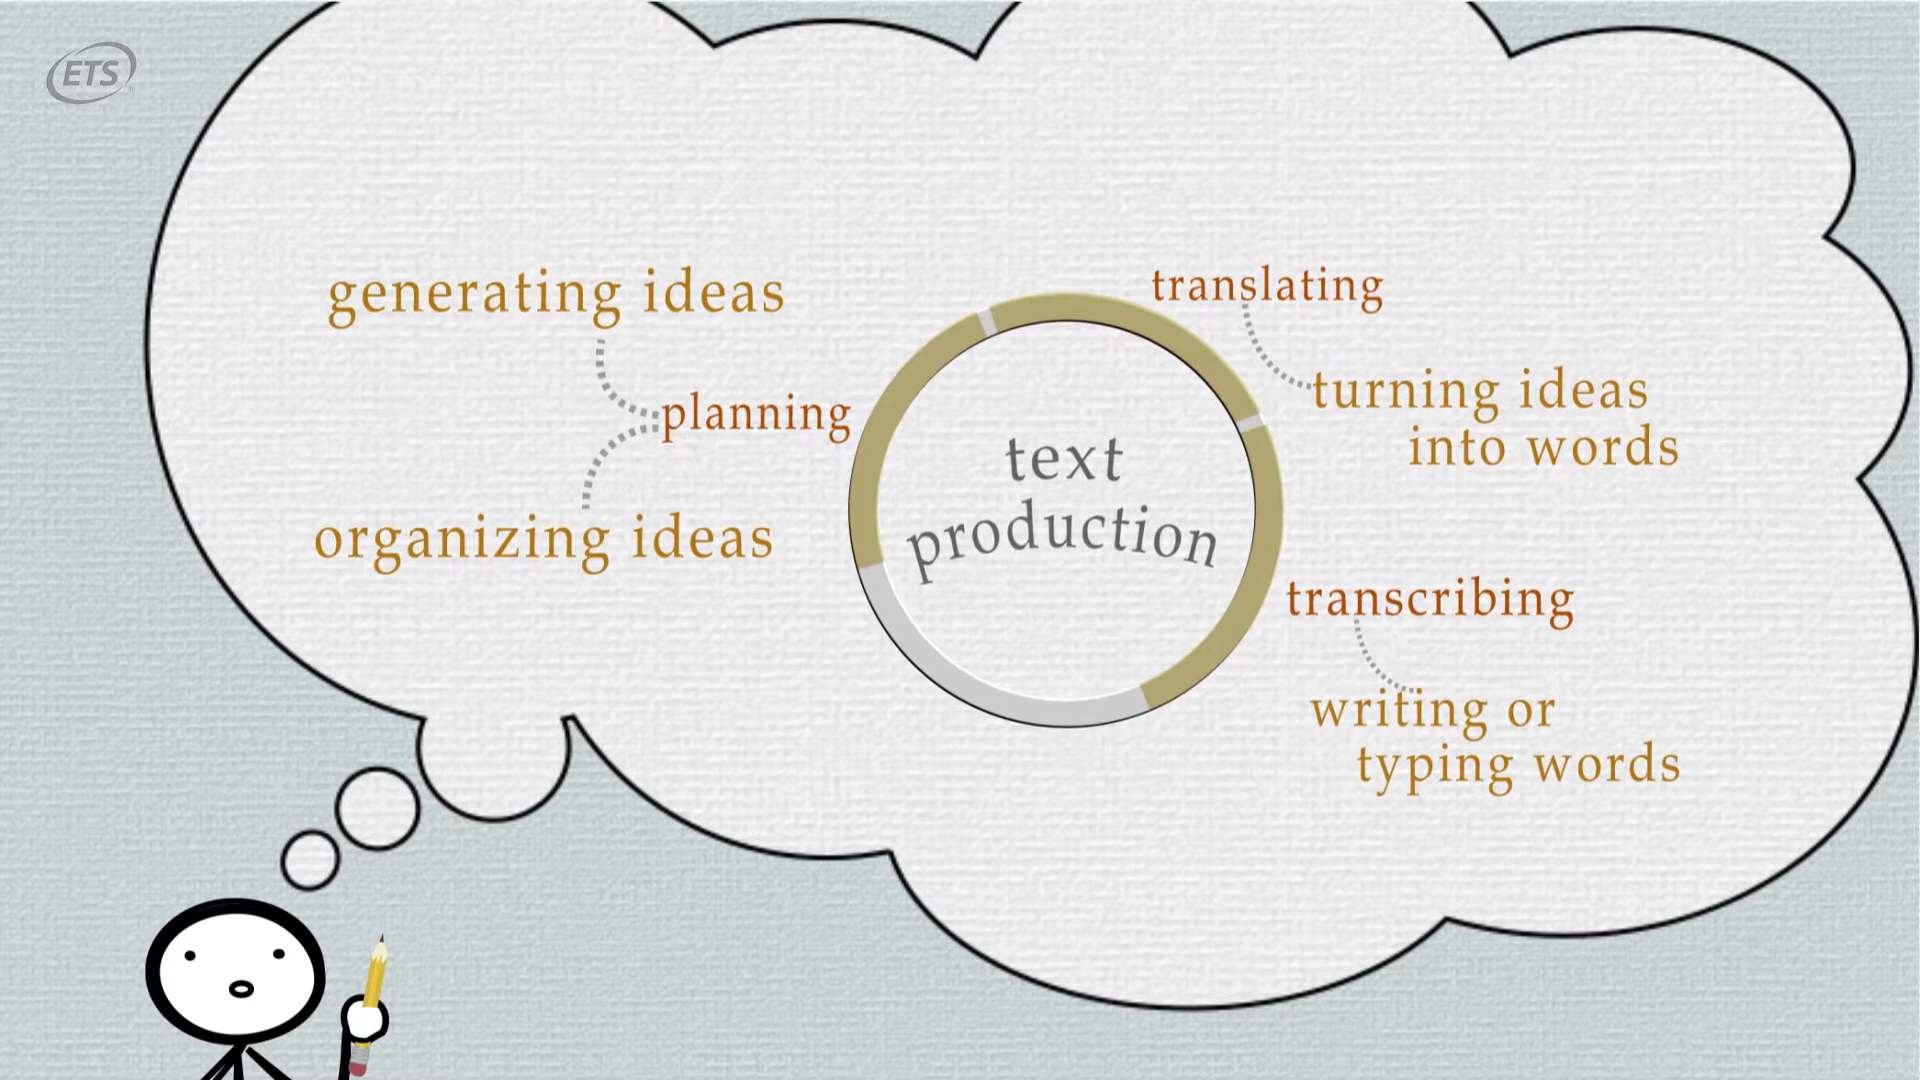 ETS
generating ideas
planning
organizing ideas
text
production
translating
turning ideas
into words
transcribing
writing or
typing words